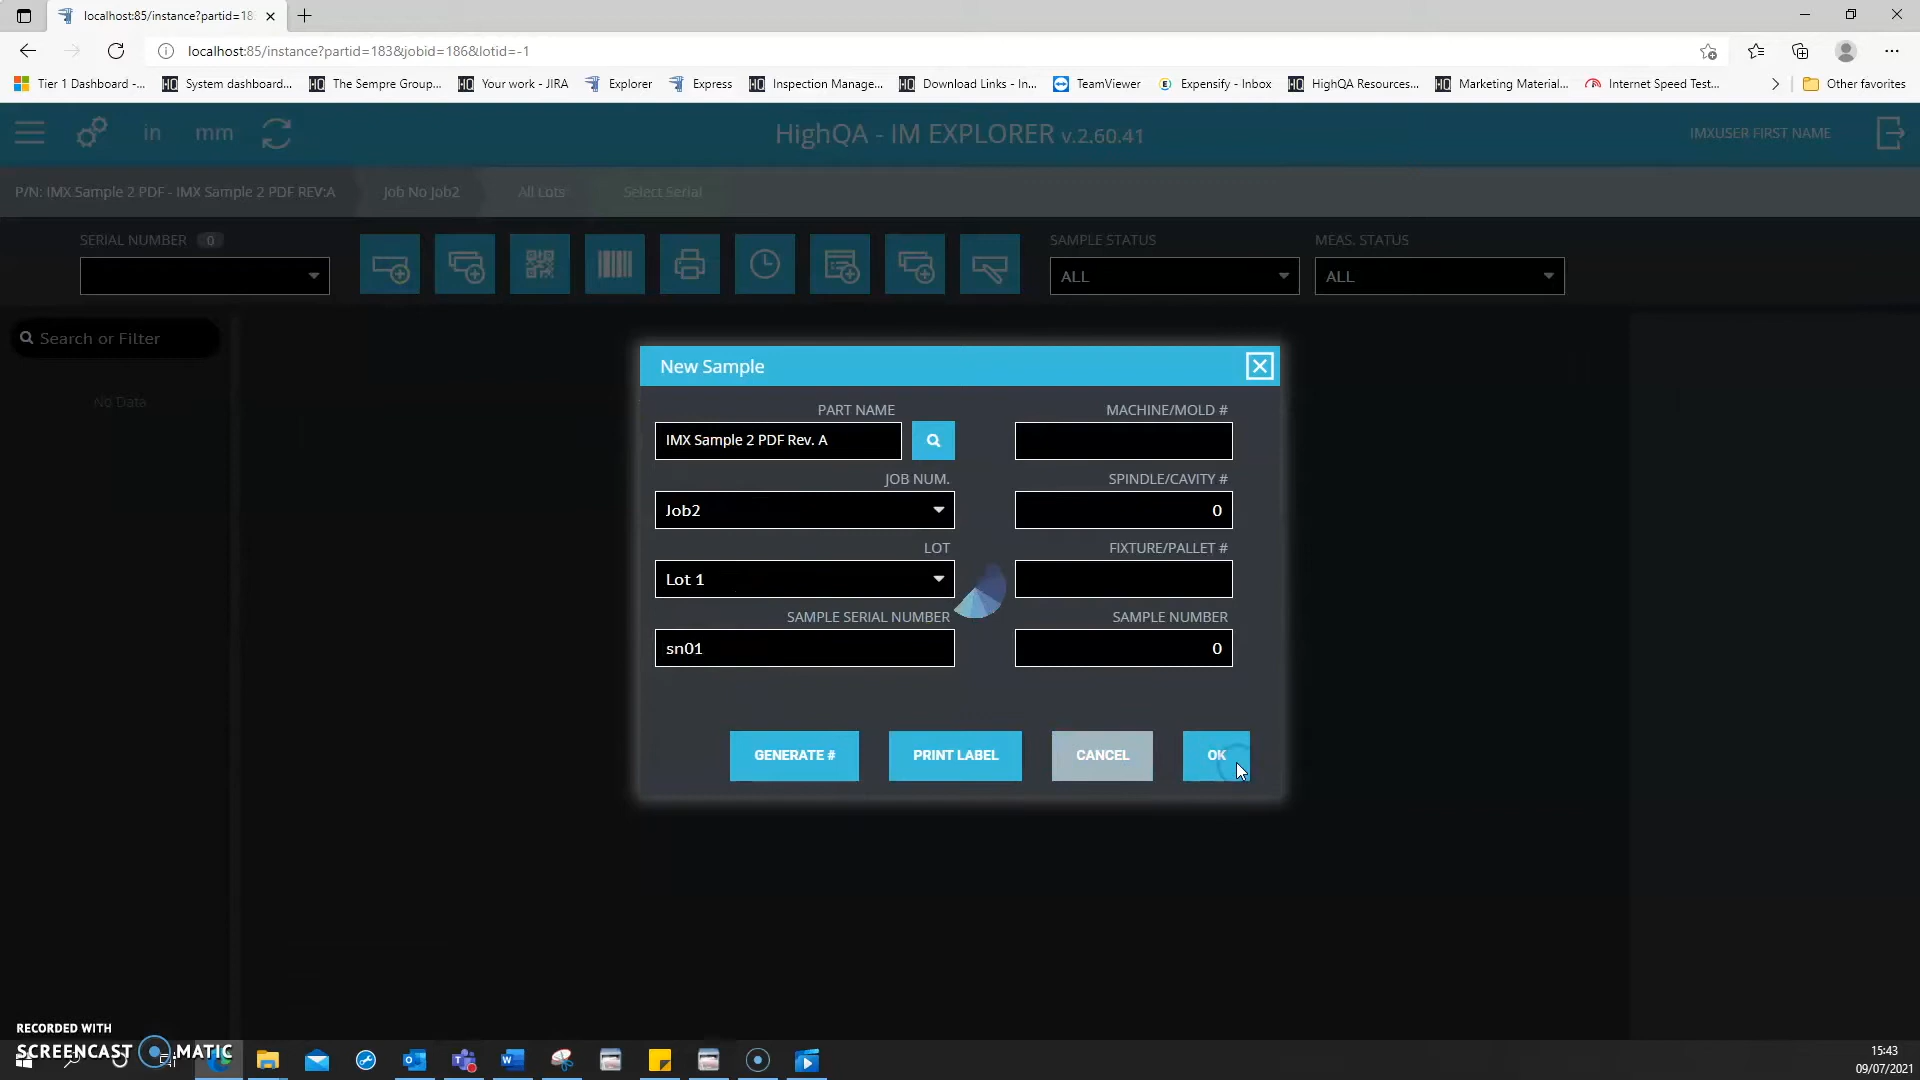 localhost:85/instance?partid=18
localhost:85/instance?partid=183&jobid=186&lotid=-1
Tier 1 Dashboard -... System dashboard... The Sempre Group... Your work - JIRA Explorer Express Inspection Manage... Download Links - In... TeamViewer Expensify - Inbox HighQA Resources... Marketing Material... Internet Speed Test... Other favorites
in mm HighQA - IM EXPLORER v.2.60.41 IMXUSER FIRST NAME
P/N: IMX Sample 2 PDF - IMX Sample 2 PDF REV:A Job No Job2 All Lots Select Serial
SERIAL NUMBER 0 SAMPLE STATUS MEAS. STATUS
ALL ALL
Search or Filter
No Data
New Sample
PART NAME MACHINE/MOLD #
IMX Sample 2 PDF Rev. A
JOB NUM. SPINDLE/CAVITY #
Job2 0
LOT FIXTURE/PALLET #
Lot 1
SAMPLE SERIAL NUMBER SAMPLE NUMBER
sn01 0
GENERATE # PRINT LABEL CANCEL OK
RECORDED WITH
SCREENCAST MATIC
15:43
09/07/2021